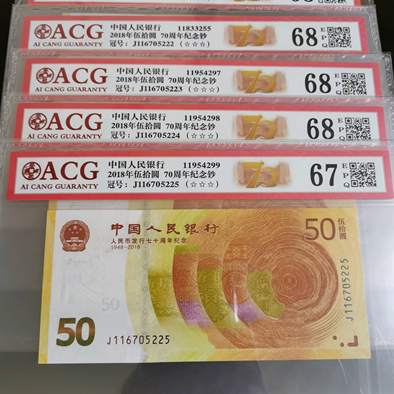 ACG
AI CANG GUARANTY
中国人民银行 11833255
2018年伍拾圆 70周年纪念钞
冠号: J116705222 (☆☆☆)
70
68 EPQ
ACG
AI CANG GUARANTY
中国人民银行 11954297
2018年伍拾圆 70周年纪念钞
冠号: J116705223 (☆☆☆)
70
68 EPQ
ACG
AI CANG GUARANTY
中国人民银行 11954298
2018年伍拾圆 70周年纪念钞
冠号: J116705224 (☆☆☆)
70
68 EPQ
ACG
AI CANG GUARANTY
中国人民银行 11954299
2018年伍拾圆 70周年纪念钞
冠号: J116705225 (☆☆☆)
70
67 EPQ
中国人民银行
人民币发行七十周年纪念
1948-2018
50 伍拾圆
50
50
J116705225